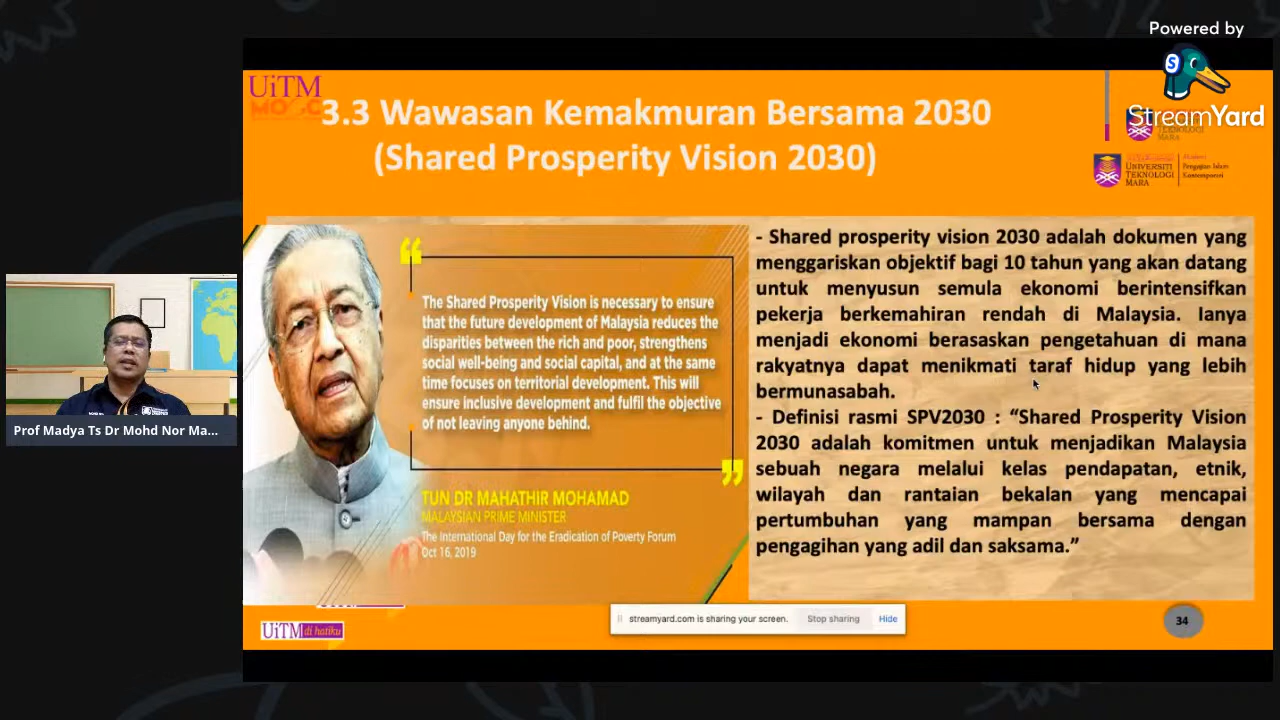 Powered by
StreamYard
UiTM
MOOC
3.3 Wawasan Kemakmuran Bersama 2030
(Shared Prosperity Vision 2030)
TEKNOLOGI
MARA
UNIVERSITI
TEKNOLOGI
MARA
Akademi
Pengajian Islam
Kontemporari
“
The Shared Prosperity Vision is necessary to ensure
that the future development of Malaysia reduces the
disparities between the rich and poor, strengthens
social well-being and social capital, and at the same
time focuses on territorial development. This will
ensure inclusive development and fulfil the objective
of not leaving anyone behind.
”
TUN DR MAHATHIR MOHAMAD
MALAYSIAN PRIME MINISTER
The International Day for the Eradication of Poverty Forum
Oct 16, 2019
- Shared prosperity vision 2030 adalah dokumen yang
menggariskan objektif bagi 10 tahun yang akan datang
untuk menyusun semula ekonomi berintensifkan
pekerja berkemahiran rendah di Malaysia. Ianya
menjadi ekonomi berasaskan pengetahuan di mana
rakyatnya dapat menikmati taraf hidup yang lebih
bermunasabah.
- Definisi rasmi SPV2030 : “Shared Prosperity Vision
2030 adalah komitmen untuk menjadikan Malaysia
sebuah negara melalui kelas pendapatan, etnik,
wilayah dan rantaian bekalan yang mencapai
pertumbuhan yang mampan bersama dengan
pengagihan yang adil dan saksama.”
Prof Madya Ts Dr Mohd Nor Ma...
UiTM di hatiku
streamyard.com is sharing your screen.
Stop sharing
Hide
34